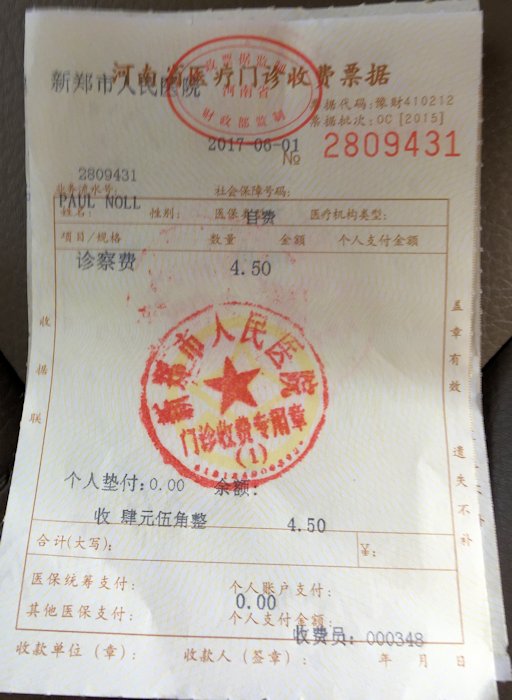 河南省医疗门诊收费票据
新郑市人民医院
河南省
财政部监制
票据代码:豫财410212
票据批次:OC [2015]
2017-06-01
№ 2809431
2809431
业务流水号: 社会保障号码:
PAUL NOLL
姓名: 性别: 医保类型: 自费 医疗机构类型:
项目/规格 数量 金额 个人支付金额
诊察费 4.50
收据联
盖章有效 遗失不补
新郑市人民医院
门诊收费专用章
(1)
个人垫付:0.00 余额:
收 肆元伍角整 4.50
合计(大写): ¥:
医保统筹支付: 个人账户支付:
0.00
其他医保支付: 个人支付金额:
收费员: 000348
收款单位(章): 收款人(签章): 年 月 日